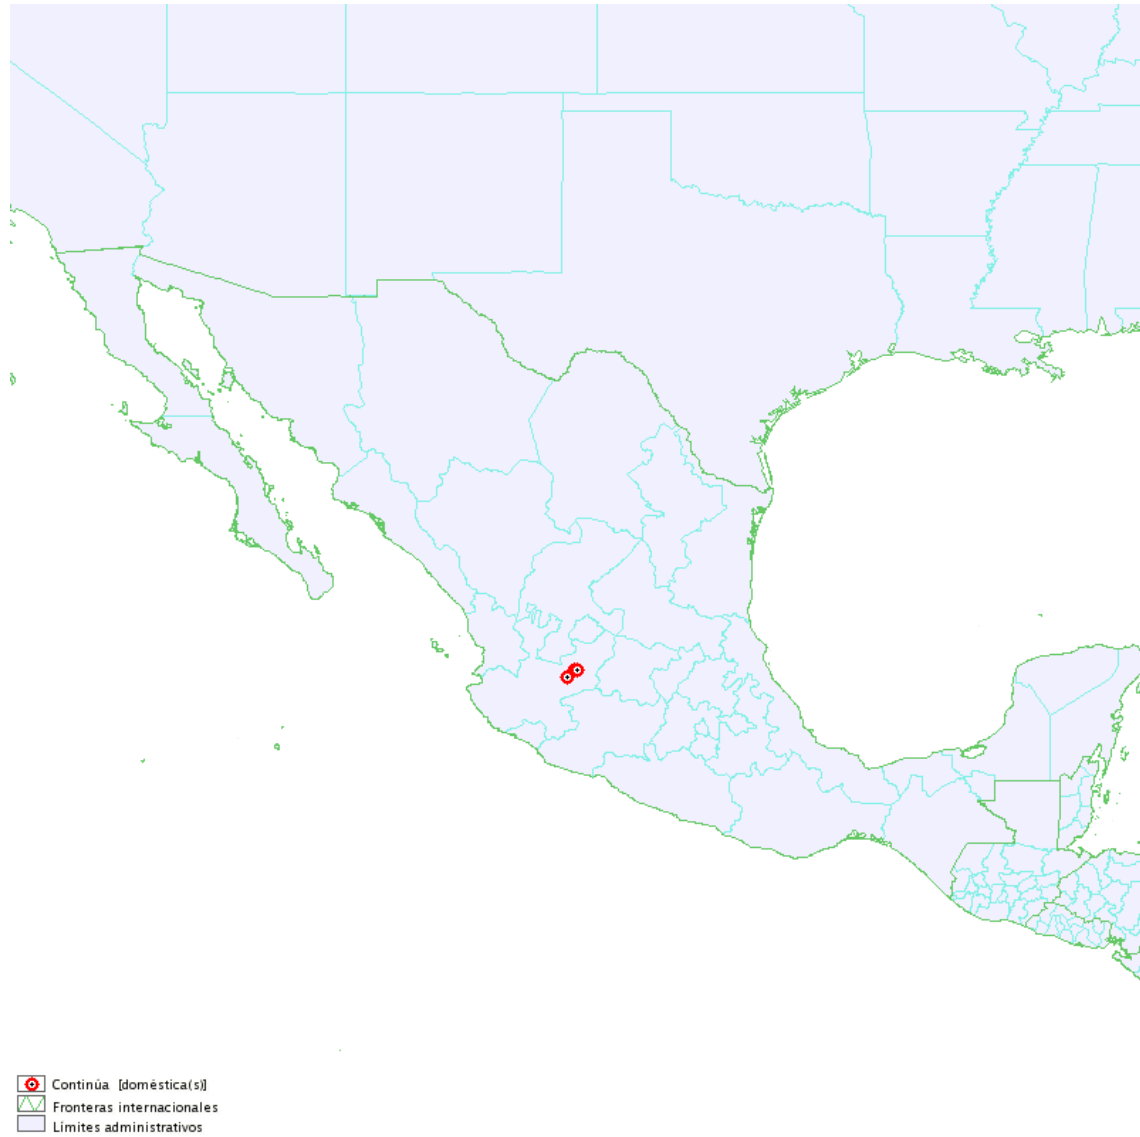 Continúa [doméstica(s)]
Fronteras internacionales
Límites administrativos